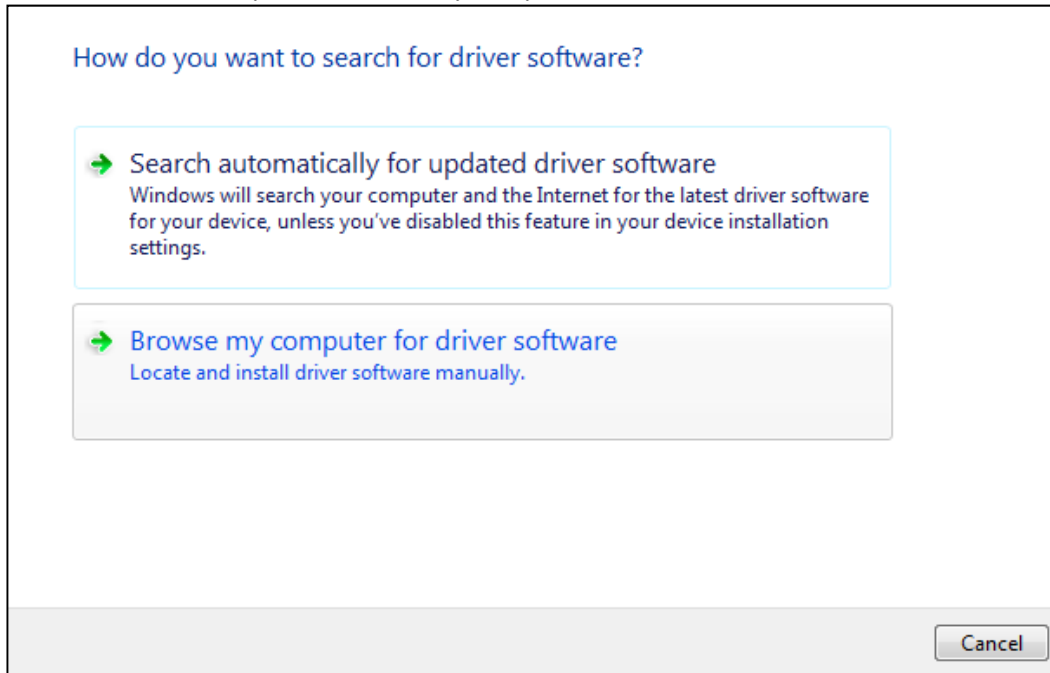 How do you want to search for driver software?
Search automatically for updated driver software
Windows will search your computer and the Internet for the latest driver software
for your device, unless you've disabled this feature in your device installation
settings.
Browse my computer for driver software
Locate and install driver software manually.
Cancel